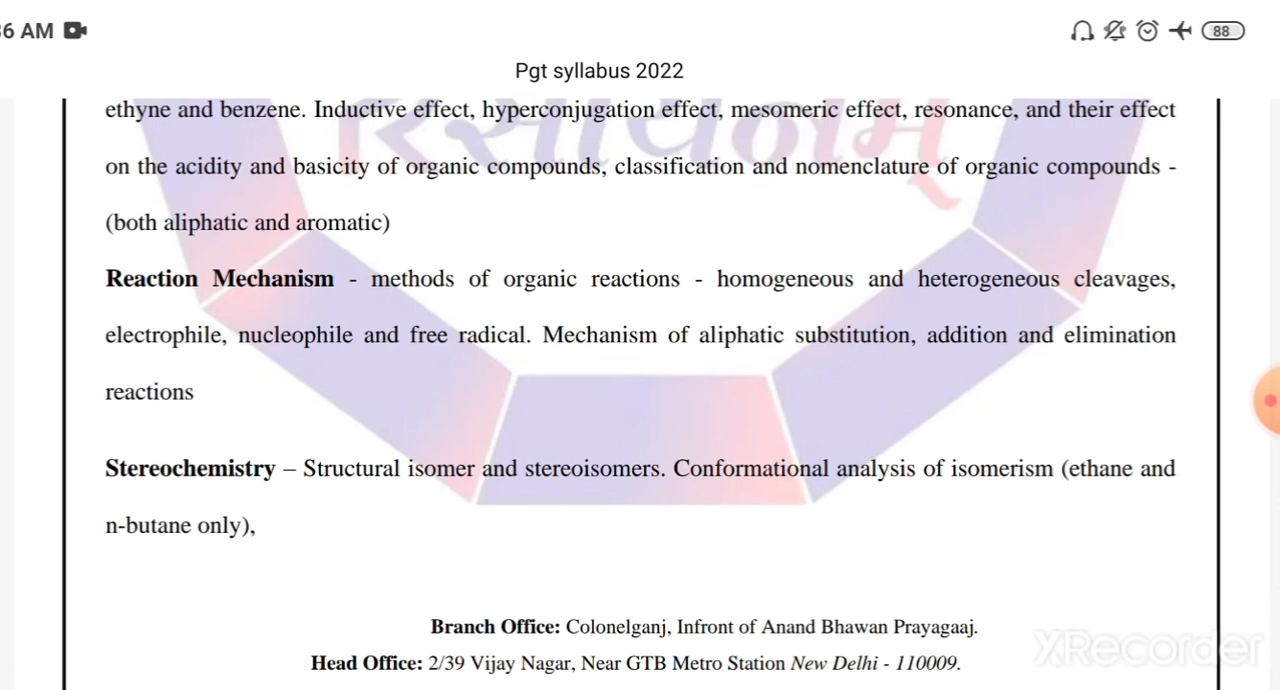 36 AM
88
Pgt syllabus 2022
रसायनम्
ethyne and benzene. Inductive effect, hyperconjugation effect, mesomeric effect, resonance, and their effect
on the acidity and basicity of organic compounds, classification and nomenclature of organic compounds -
(both aliphatic and aromatic)
Reaction Mechanism - methods of organic reactions - homogeneous and heterogeneous cleavages,
electrophile, nucleophile and free radical. Mechanism of aliphatic substitution, addition and elimination
reactions
Stereochemistry – Structural isomer and stereoisomers. Conformational analysis of isomerism (ethane and
n-butane only),
Branch Office: Colonelganj, Infront of Anand Bhawan Prayagaaj.
Head Office: 2/39 Vijay Nagar, Near GTB Metro Station New Delhi - 110009.
XRecorder